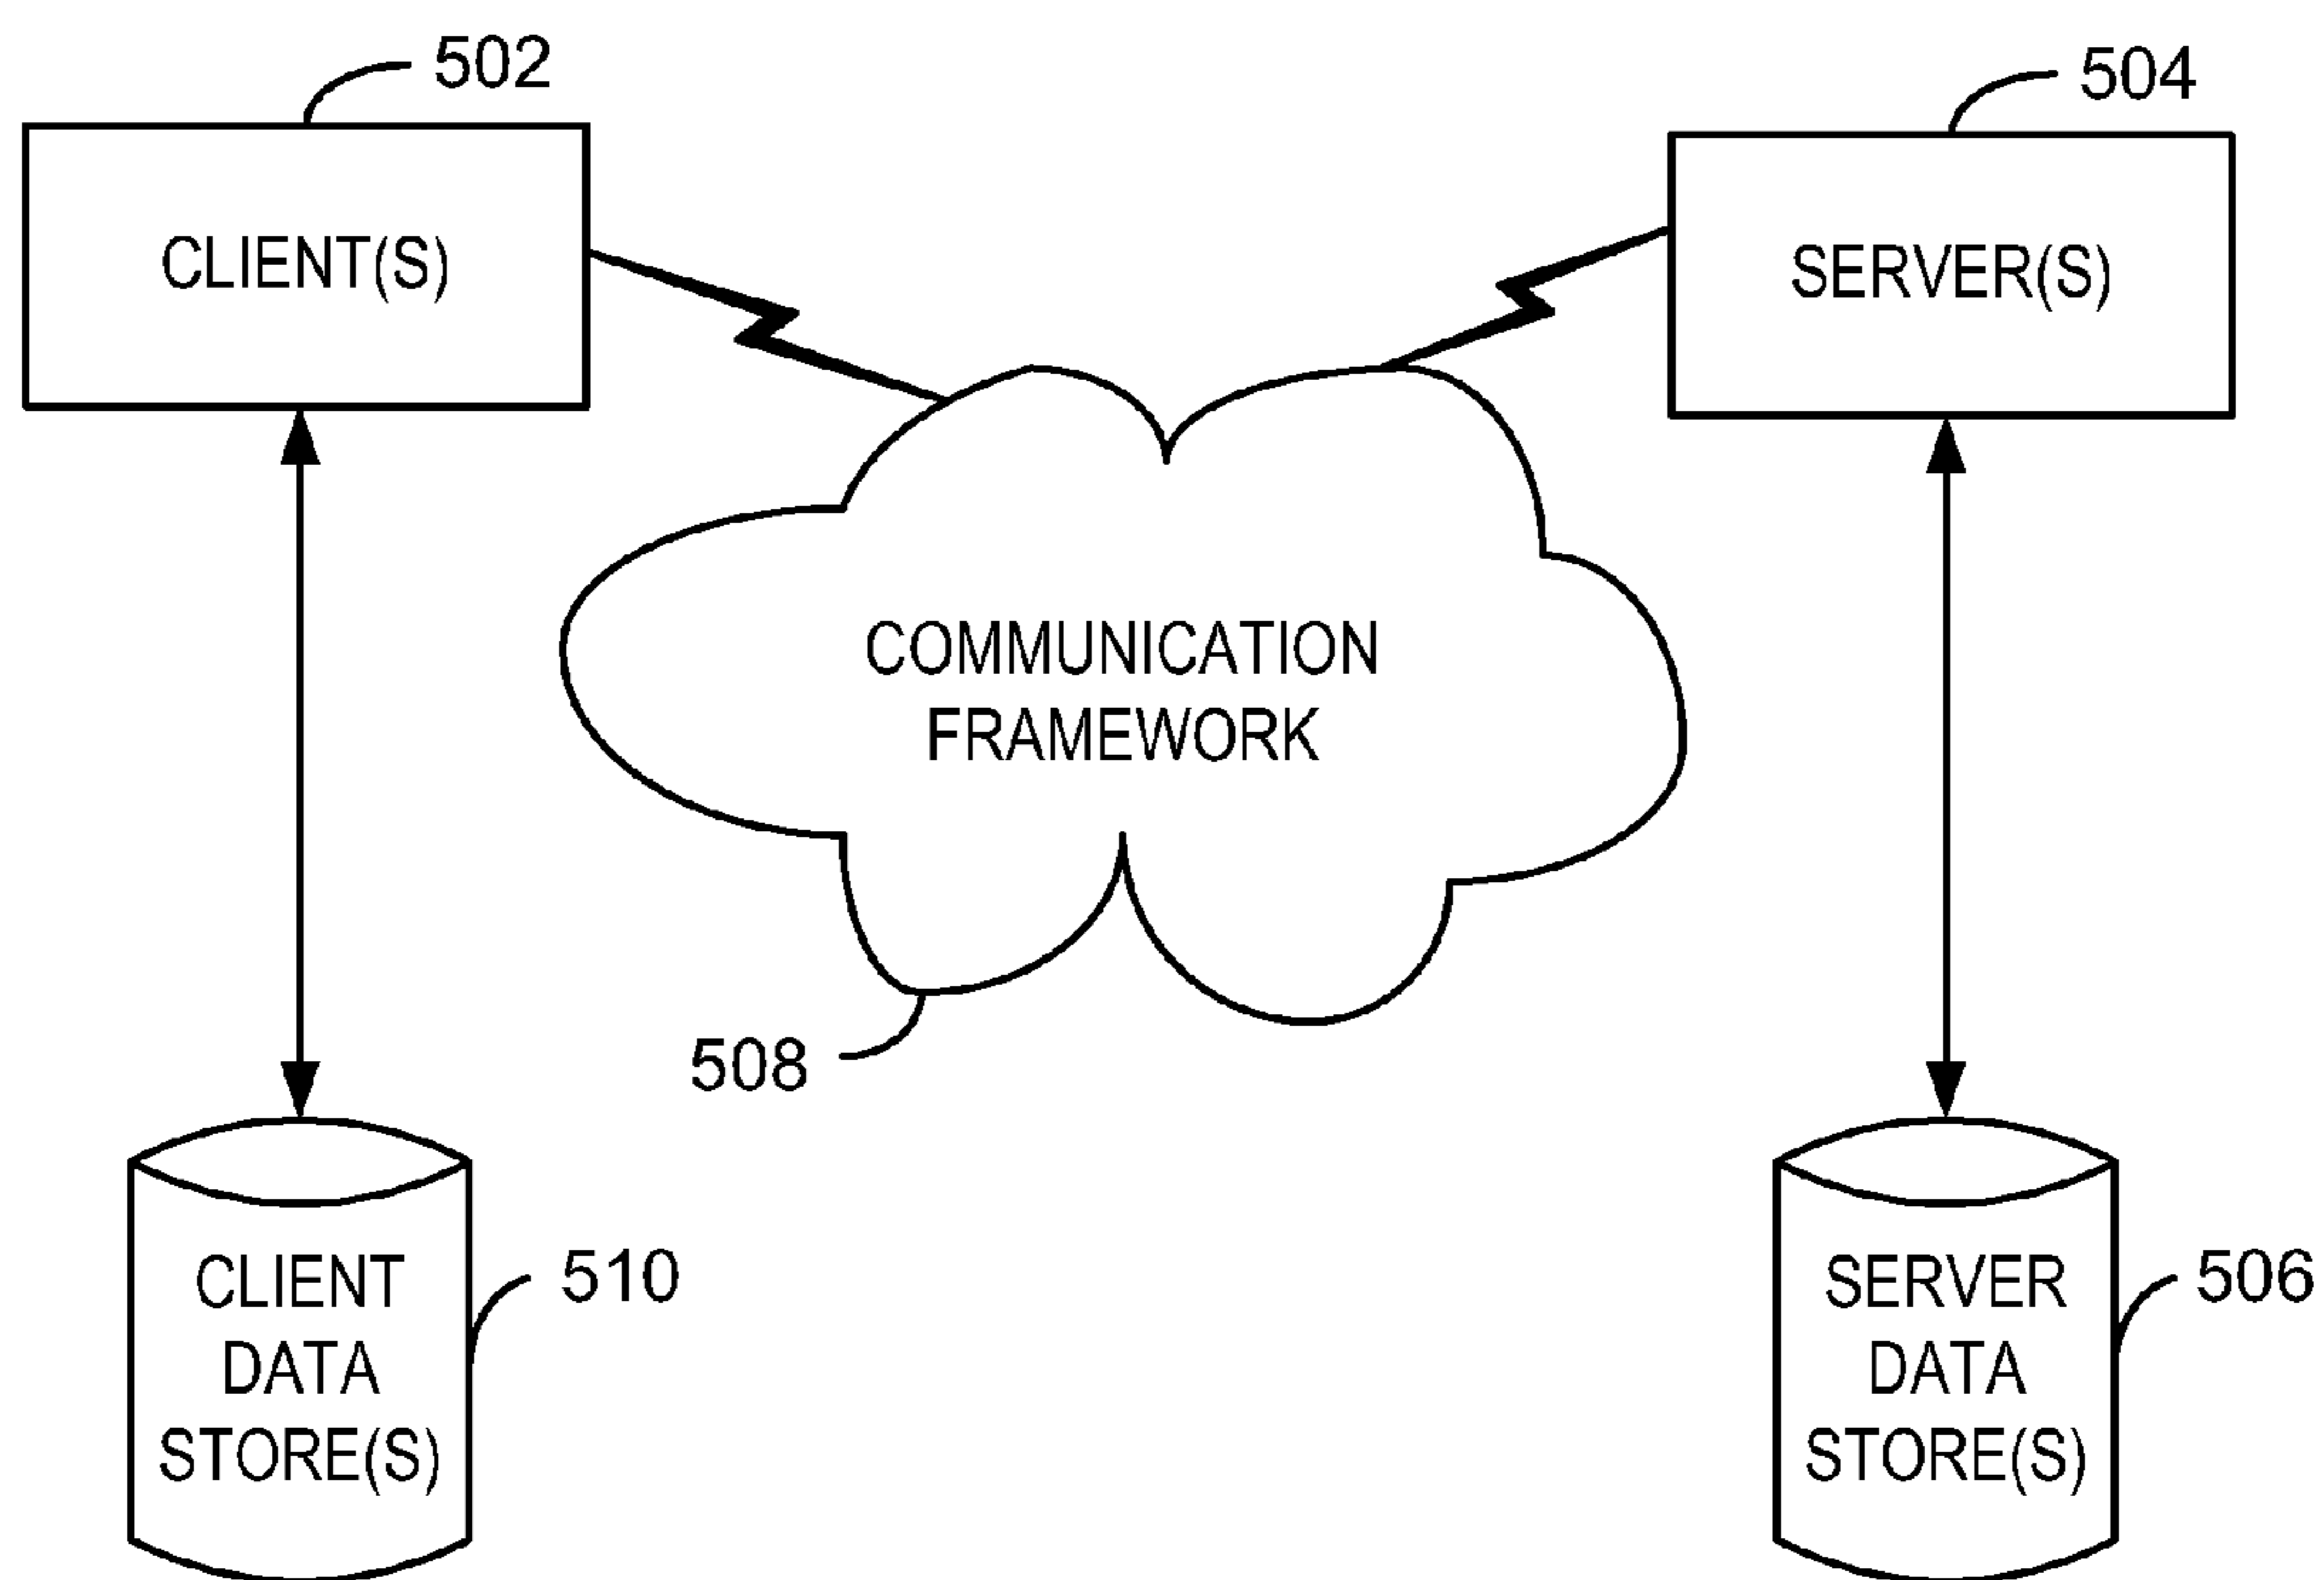 502
504
CLIENT(S)
SERVER(S)
COMMUNICATION
FRAMEWORK
508
CLIENT
DATA
STORE(S)
510
SERVER
DATA
STORE(S)
506